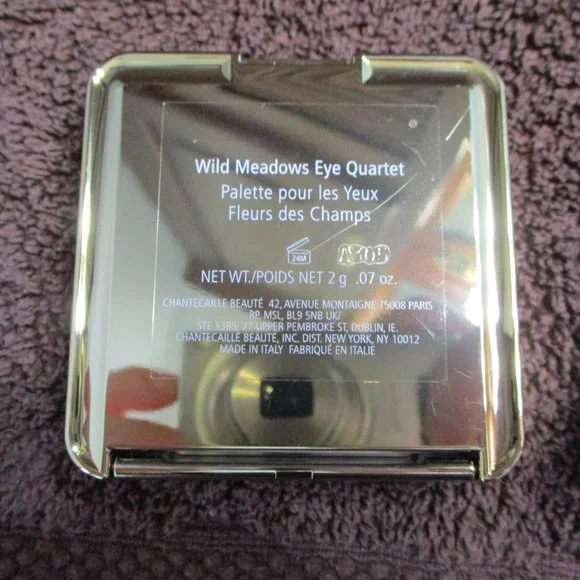 Wild Meadows Eye Quartet
Palette pour les Yeux
Fleurs des Champs
24M
NET WT./POIDS NET 2 g .07 oz.
CHANTECAILLE BEAUTÉ 42, AVENUE MONTAIGNE 75008 PARIS
RP, MSL, BL9 5NB UK/
STE 5385, 27 UPPER PEMBROKE ST, DUBLIN, IE.
CHANTECAILLE BEAUTÉ, INC. DIST. NEW YORK, NY 10012
MADE IN ITALY FABRIQUÉ EN ITALIE